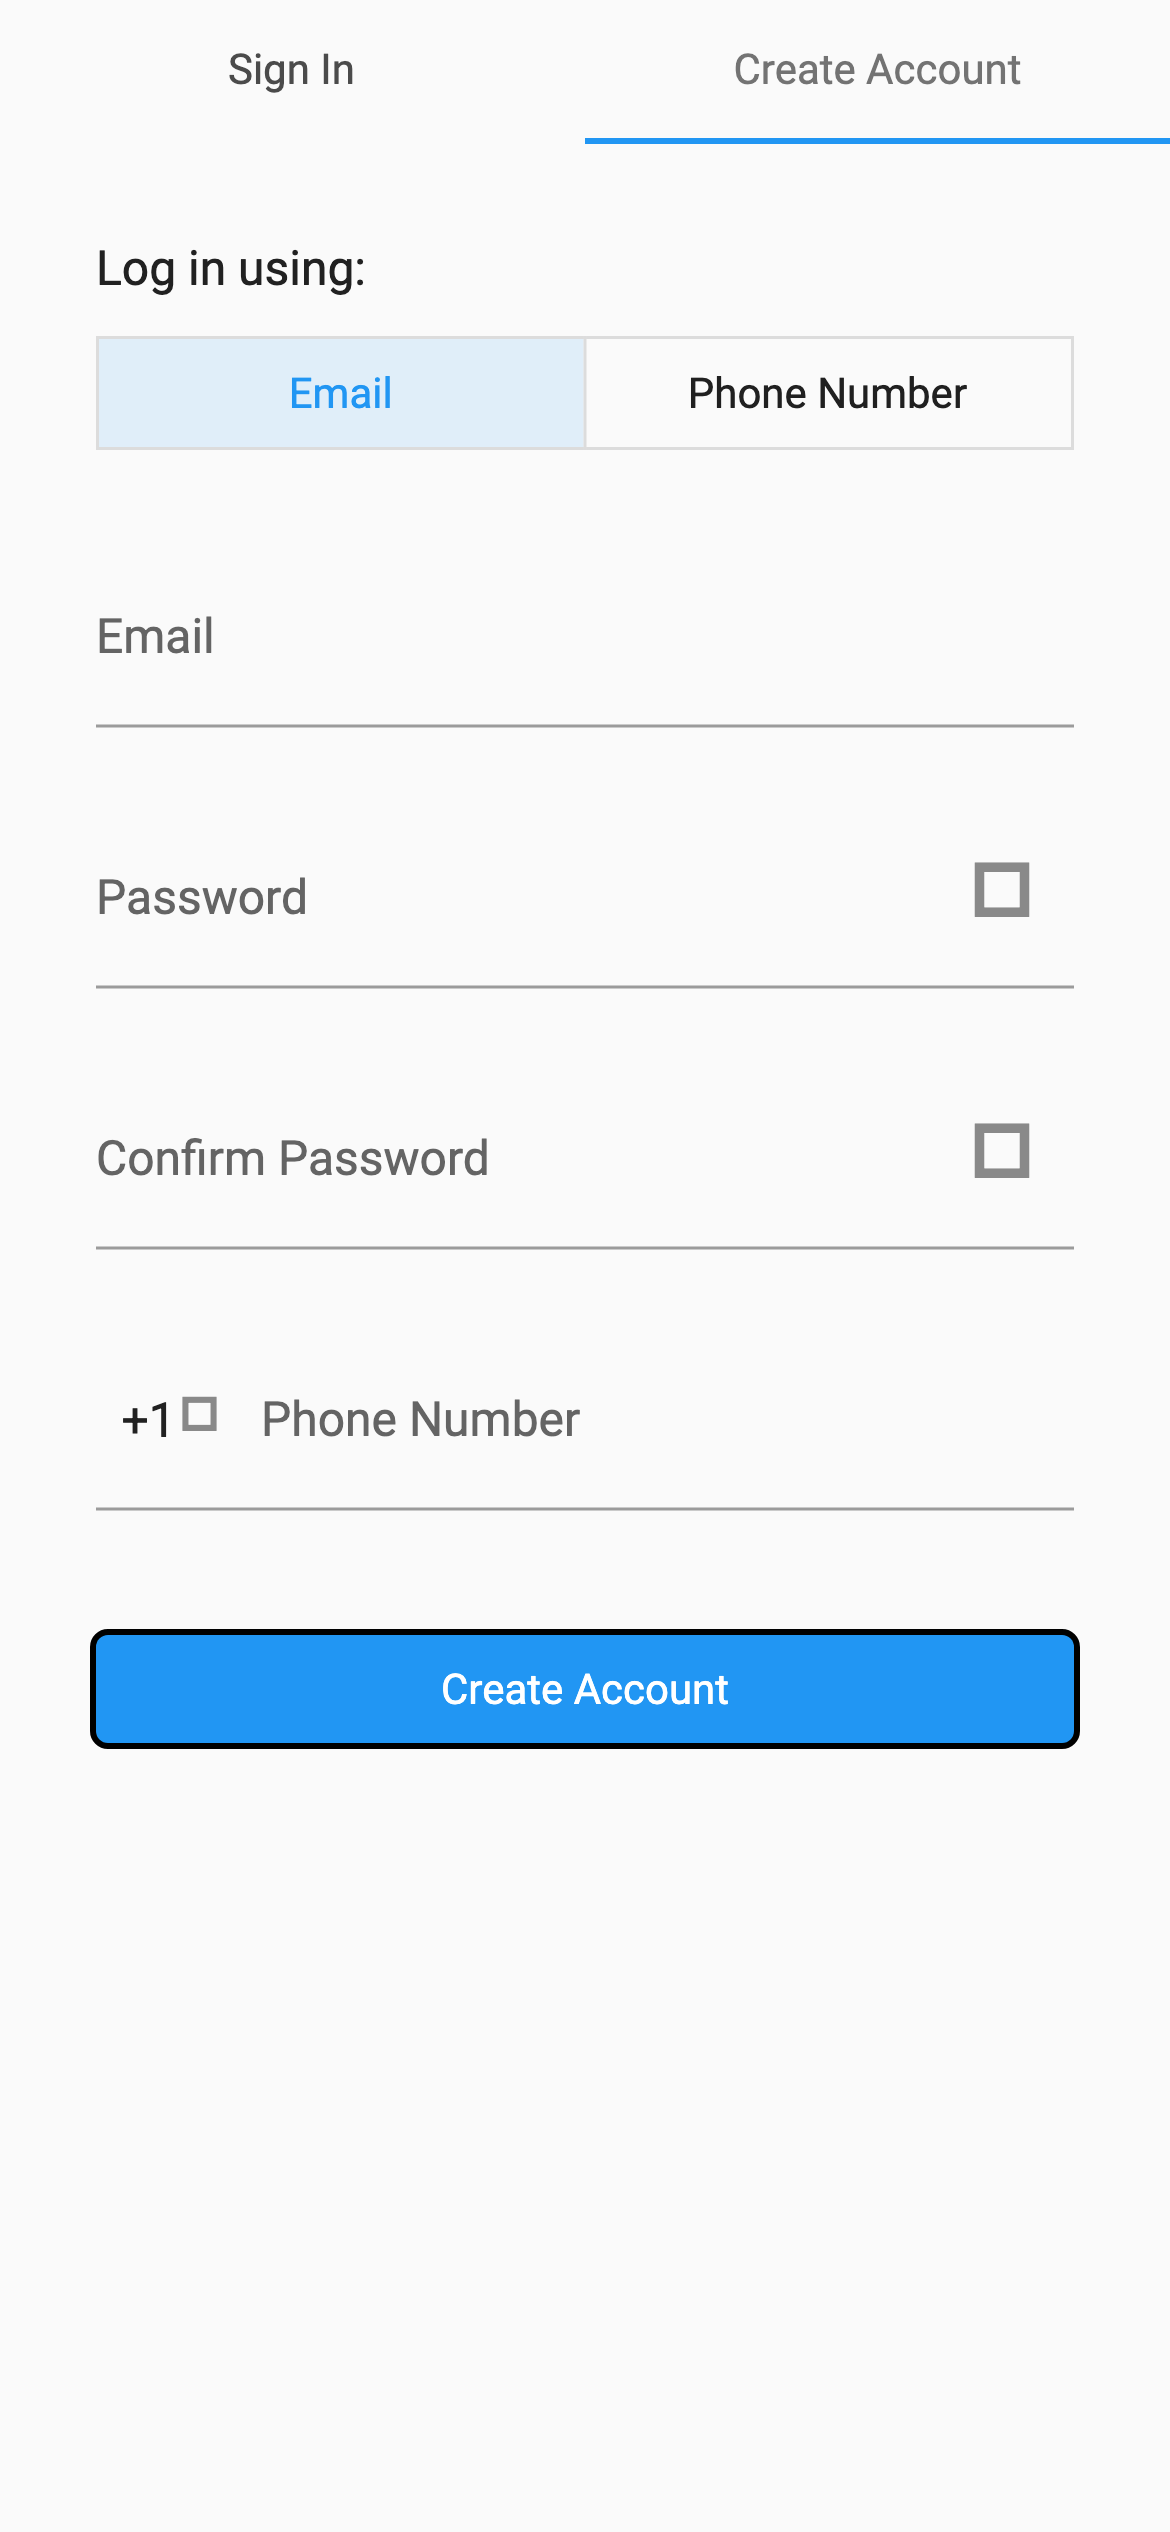 Sign In Create Account
Log in using:
Email Phone Number
Email
Password
Confirm Password
+1 Phone Number
Create Account